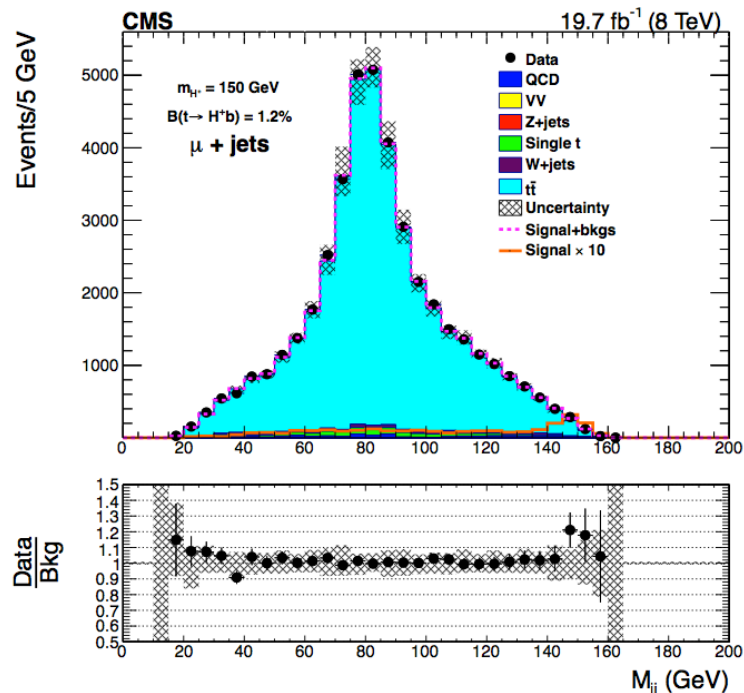 CMS 19.7 fb⁻¹ (8 TeV)
Events/5 GeV
5000
4000
3000
2000
1000
m_H⁺ = 150 GeV
B(t→ H⁺b) = 1.2%
μ + jets
Data
QCD
VV
Z+jets
Single t
W+jets
tt̄
Uncertainty
Signal+bkgs
Signal × 10
0 20 40 60 80 100 120 140 160 180 200
Data
Bkg
1.5
1.4
1.3
1.2
1.1
1
0.9
0.8
0.7
0.6
0.5
0 20 40 60 80 100 120 140 160 180 200
M_jj (GeV)